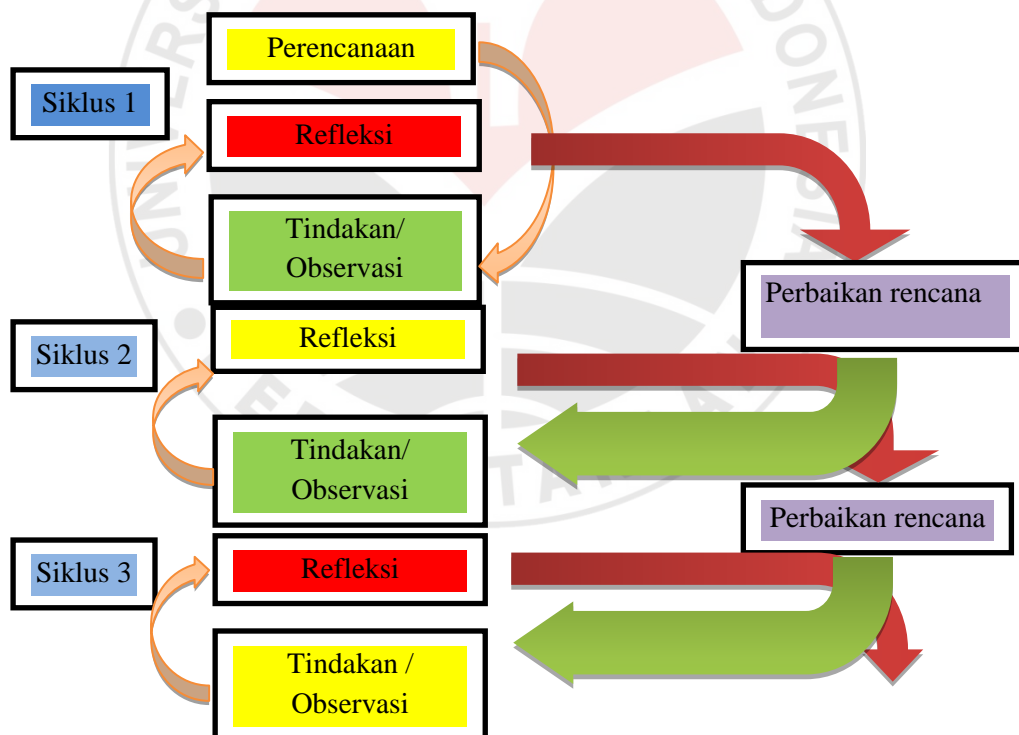 Perencanaan
Siklus 1
Refleksi
Tindakan/
Observasi
Perbaikan rencana
Siklus 2
Refleksi
Tindakan/
Observasi
Perbaikan rencana
Siklus 3
Refleksi
Tindakan /
Observasi